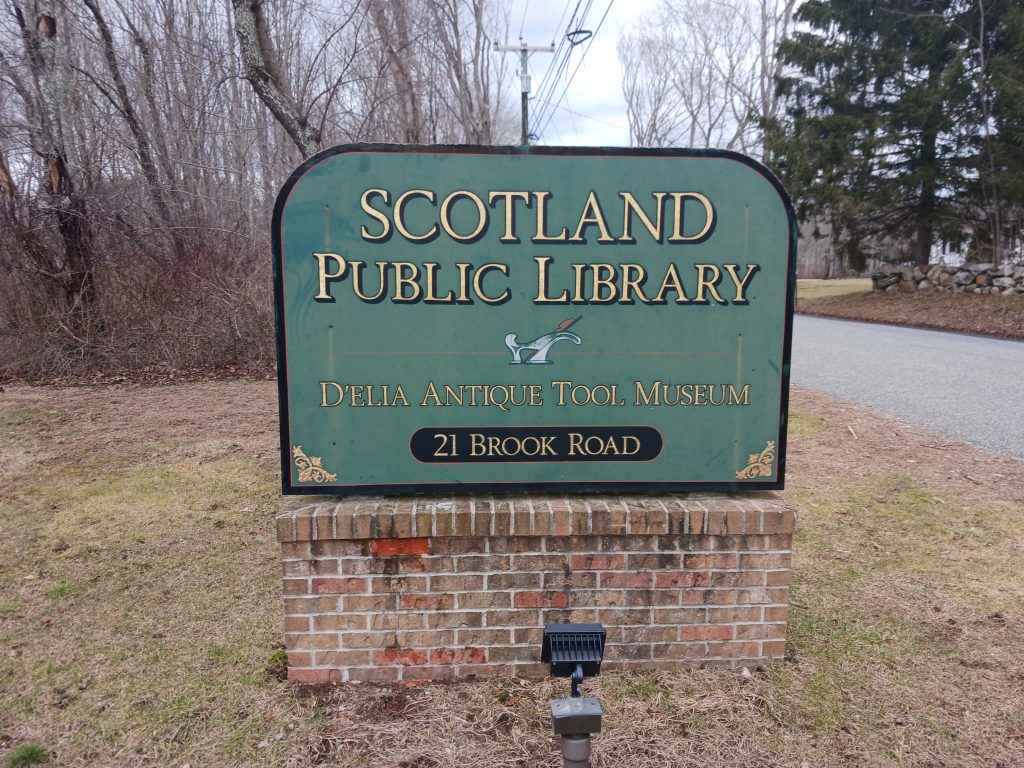 SCOTLAND
PUBLIC LIBRARY
D'ELIA ANTIQUE TOOL MUSEUM
21 BROOK ROAD